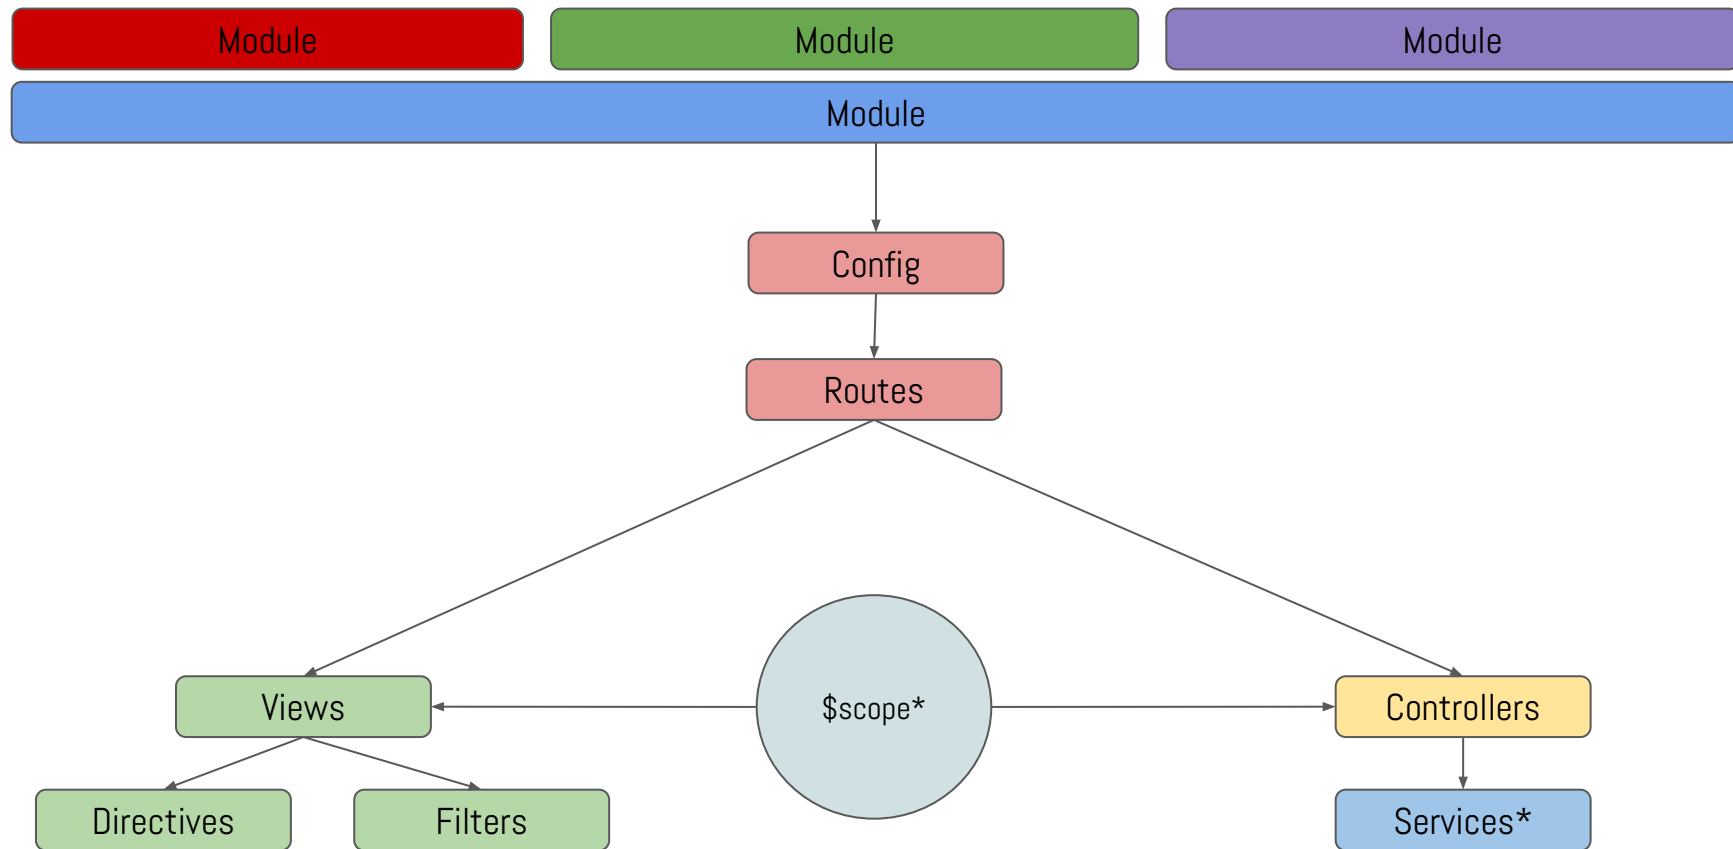 Module
Module
Module
Module
Config
Routes
Views
$scope*
Controllers
Directives
Filters
Services*